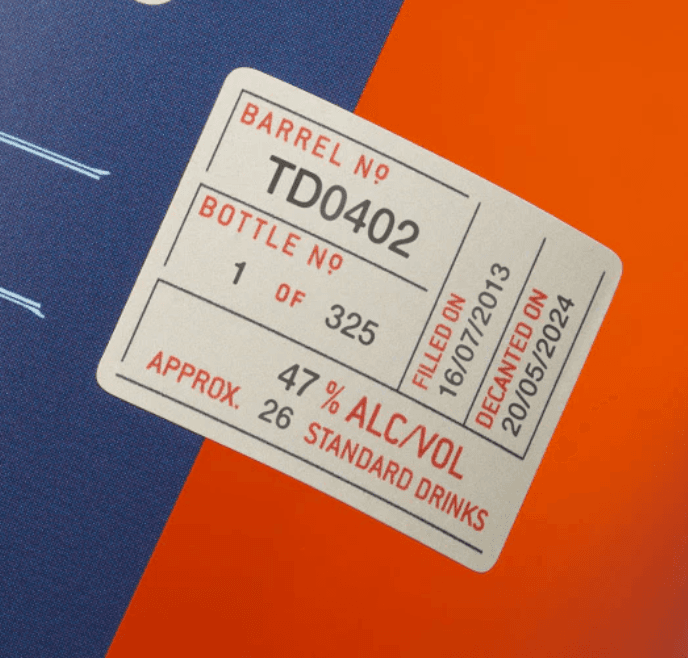 BARREL Nº
TD0402
BOTTLE Nº
1 OF 325
FILLED ON
16/07/2013
DECANTED ON
20/05/2024
47 % ALC/VOL
APPROX. 26 STANDARD DRINKS